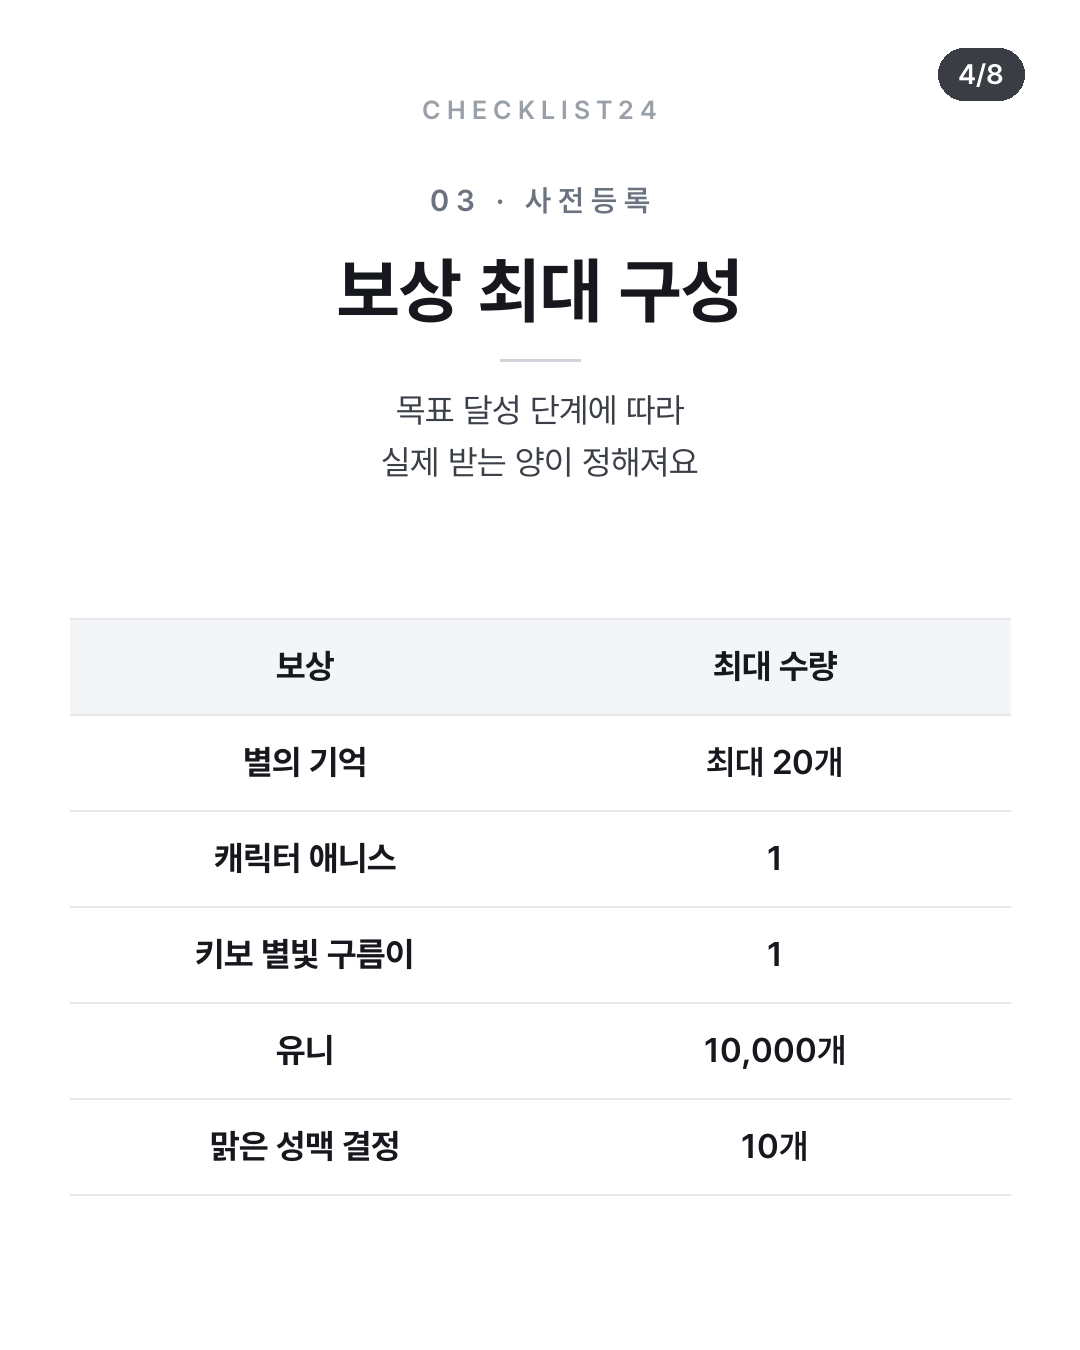 4/8
CHECKLIST24
03 · 사전등록
보상 최대 구성
목표 달성 단계에 따라
실제 받는 양이 정해져요
보상 최대 수량
별의 기억 최대 20개
캐릭터 애니스 1
키보 별빛 구름이 1
유니 10,000개
맑은 성맥 결정 10개